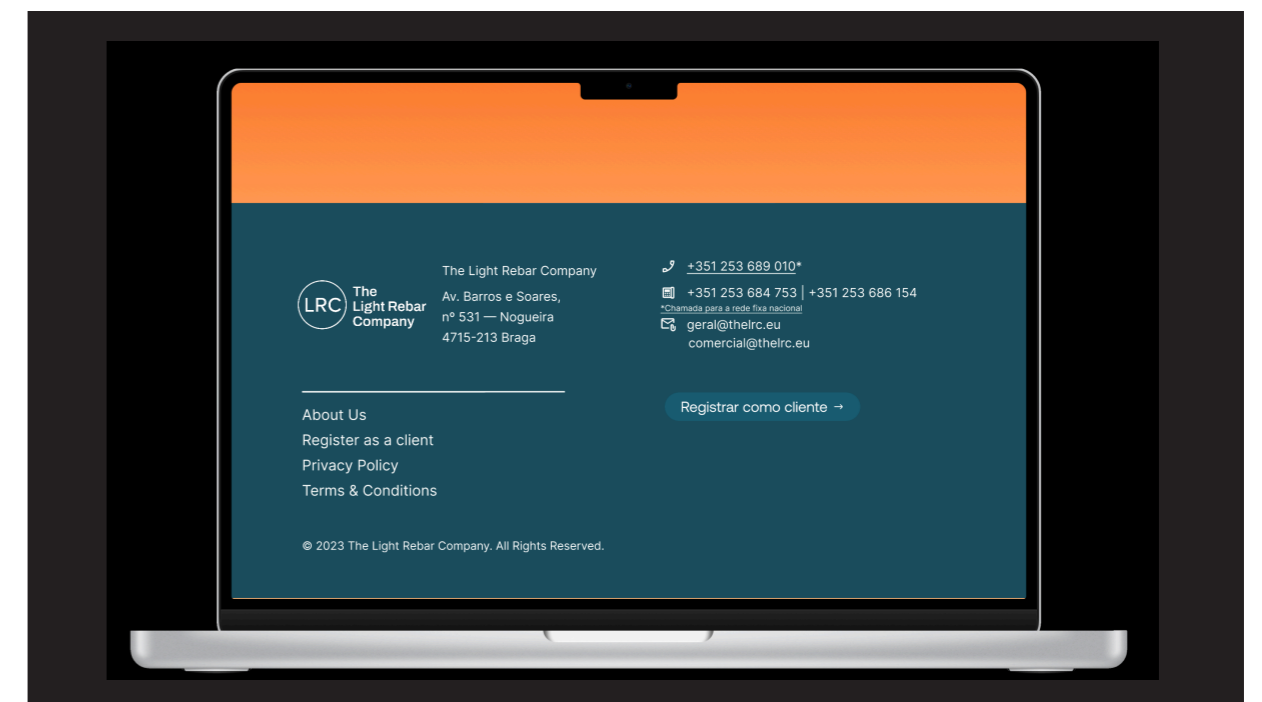 LRC
The
Light Rebar
Company
The Light Rebar Company
Av. Barros e Soares,
nº 531 — Nogueira
4715-213 Braga
+351 253 689 010*
+351 253 684 753 | +351 253 686 154
*Chamada para a rede fixa nacional
geral@thelrc.eu
comercial@thelrc.eu
Registrar como cliente →
About Us
Register as a client
Privacy Policy
Terms & Conditions
© 2023 The Light Rebar Company. All Rights Reserved.